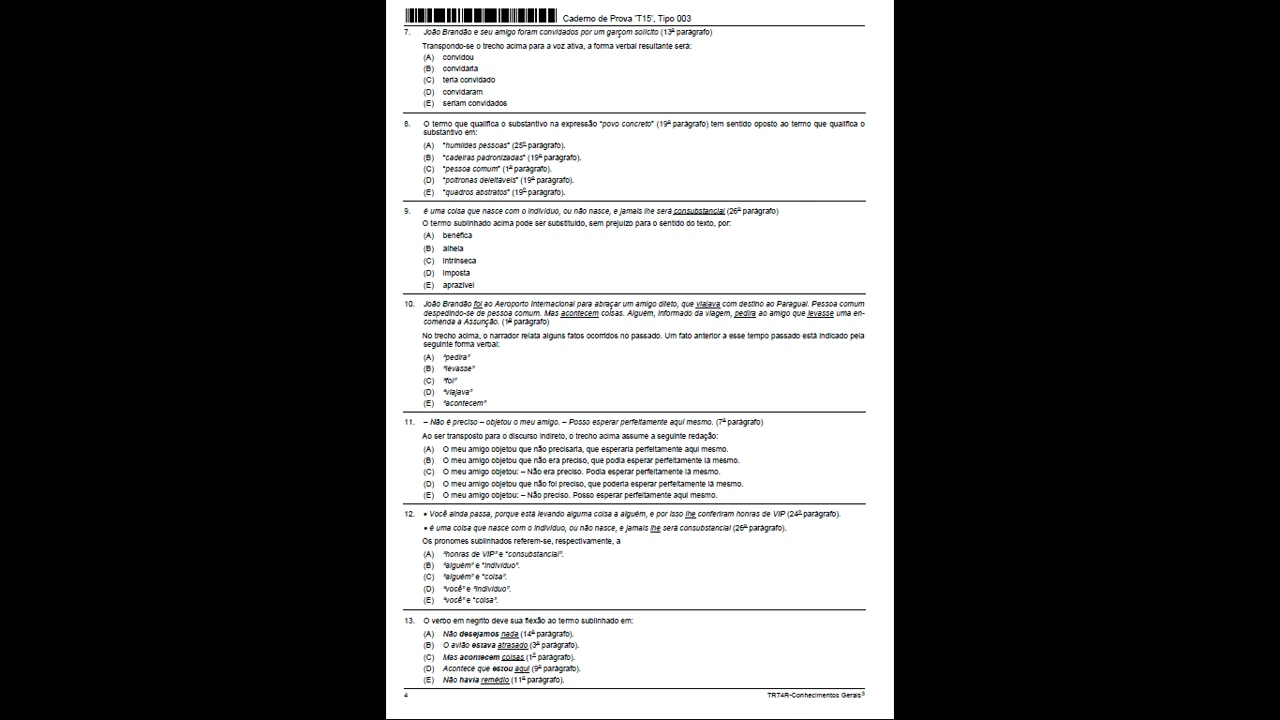 Caderno de Prova 'T15', Tipo 003
7. João Brandão e seu amigo foram convidados por um garçom solícito (13º parágrafo)
Transpondo-se o trecho acima para a voz ativa, a forma verbal resultante será:
(A) convidou
(B) convidaria
(C) teria convidado
(D) convidaram
(E) seriam convidados
8. O termo que qualifica o substantivo na expressão "povo concreto" (19º parágrafo) tem sentido oposto ao termo que qualifica o
substantivo em:
(A) "humildes pessoas" (25º parágrafo).
(B) "cadeiras padronizadas" (19º parágrafo).
(C) "pessoa comum" (1º parágrafo).
(D) "poltronas deleitáveis" (19º parágrafo).
(E) "quadros abstratos" (19º parágrafo).
9. é uma coisa que nasce com o indivíduo, ou não nasce, e jamais lhe será consubstancial (26º parágrafo)
O termo sublinhado acima pode ser substituído, sem prejuízo para o sentido do texto, por:
(A) benéfica
(B) alheia
(C) intrínseca
(D) imposta
(E) aprazível
10. João Brandão foi ao Aeroporto Internacional para abraçar um amigo dileto, que viajava com destino ao Paraguai. Pessoa comum
despedindo-se de pessoa comum. Mas acontecem coisas. Alguém, informado da viagem, pedira ao amigo que levasse uma en-
comenda a Assunção. (1º parágrafo)
No trecho acima, o narrador relata alguns fatos ocorridos no passado. Um fato anterior a esse tempo passado está indicado pela
seguinte forma verbal:
(A) "pedira"
(B) "levasse"
(C) "foi"
(D) "viajava"
(E) "acontecem"
11. – Não é preciso – objetou o meu amigo. – Posso esperar perfeitamente aqui mesmo. (7º parágrafo)
Ao ser transposto para o discurso indireto, o trecho acima assume a seguinte redação:
(A) O meu amigo objetou que não precisaria, que esperaria perfeitamente aqui mesmo.
(B) O meu amigo objetou que não era preciso, que podia esperar perfeitamente lá mesmo.
(C) O meu amigo objetou: – Não era preciso. Podia esperar perfeitamente lá mesmo.
(D) O meu amigo objetou que não foi preciso, que poderia esperar perfeitamente lá mesmo.
(E) O meu amigo objetou: – Não preciso. Posso esperar perfeitamente aqui mesmo.
12. • Você ainda passa, porque está levando alguma coisa a alguém, e por isso lhe conferiram honras de VIP (24º parágrafo).
• é uma coisa que nasce com o indivíduo, ou não nasce, e jamais lhe será consubstancial (26º parágrafo).
Os pronomes sublinhados referem-se, respectivamente, a
(A) "honras de VIP" e "consubstancial".
(B) "alguém" e "indivíduo".
(C) "alguém" e "coisa".
(D) "você" e "indivíduo".
(E) "você" e "coisa".
13. O verbo em negrito deve sua flexão ao termo sublinhado em:
(A) Não desejamos nada (14º parágrafo).
(B) O avião estava atrasado (3º parágrafo).
(C) Mas acontecem coisas (1º parágrafo).
(D) Acontece que estou aqui (9º parágrafo).
(E) Não havia remédio (11º parágrafo).
4 TRT4R-Conhecimentos Gerais³